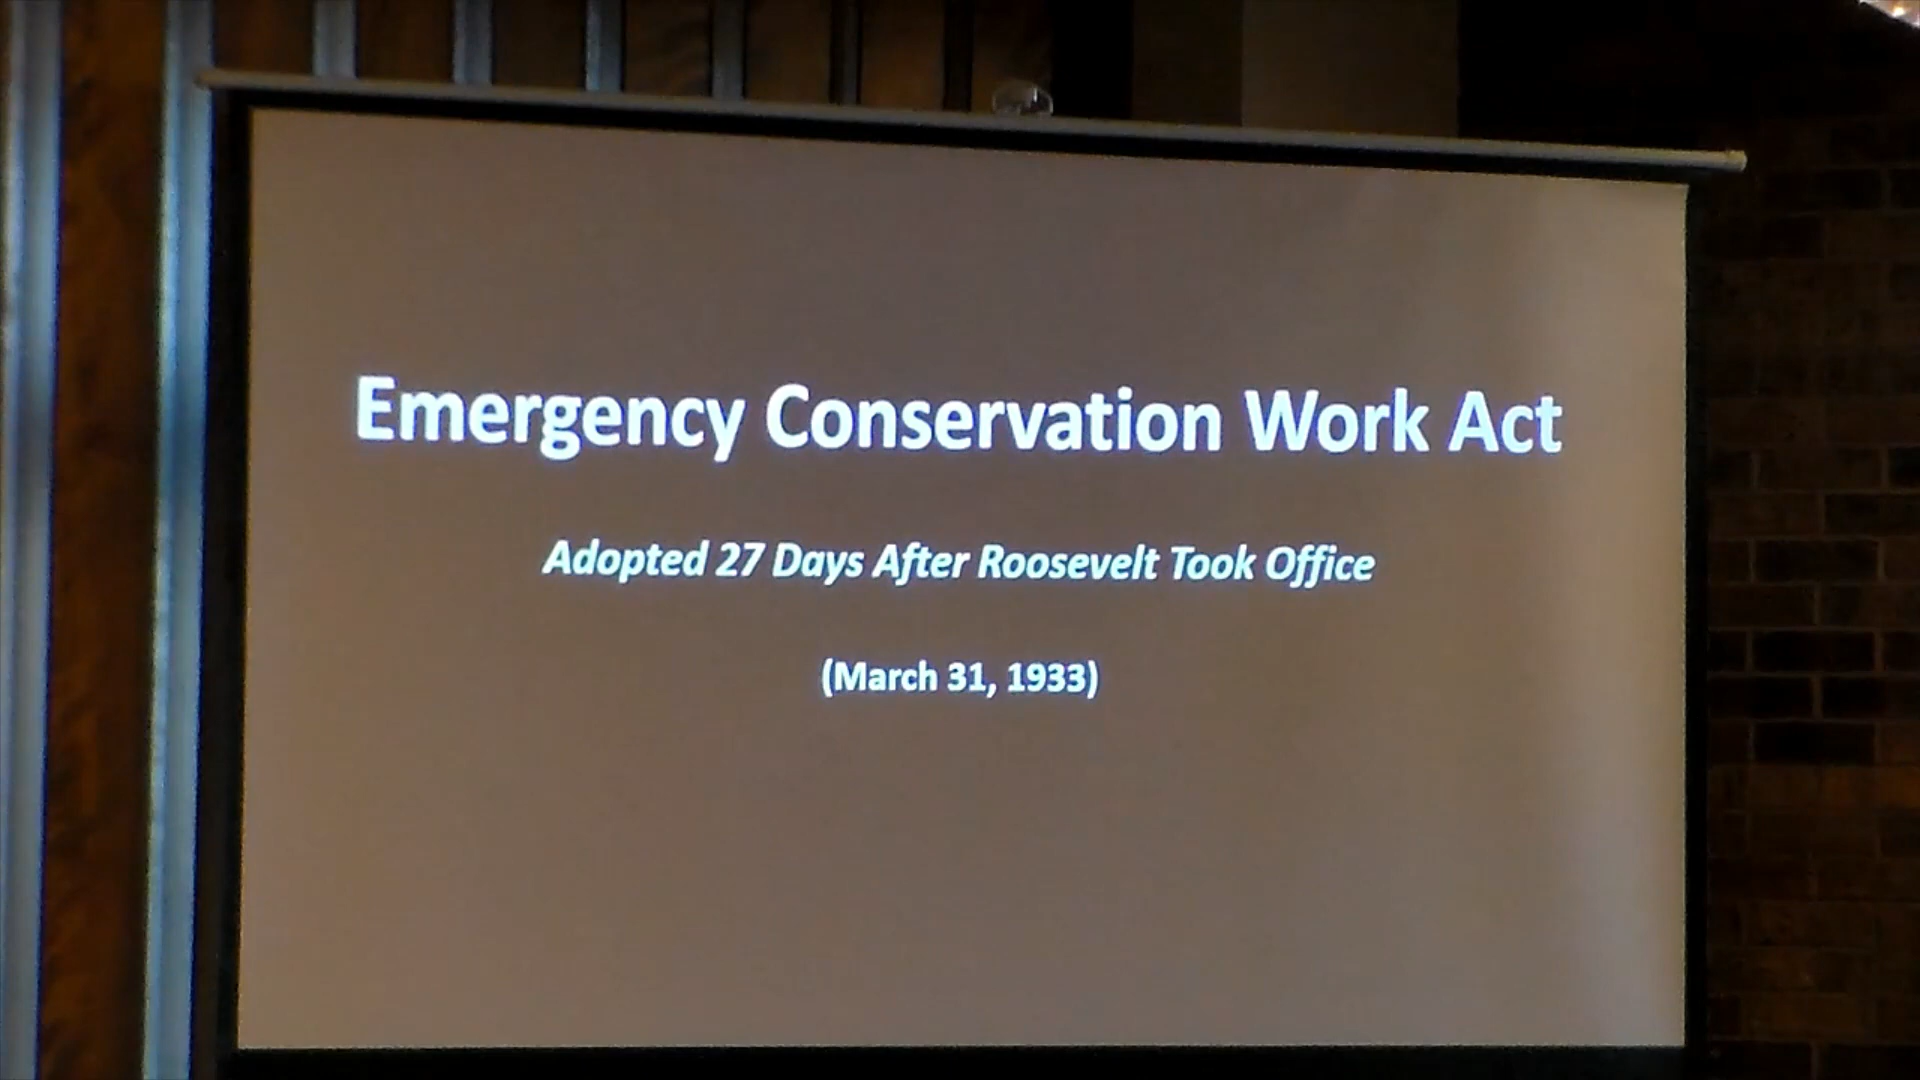 Emergency Conservation Work Act
Adopted 27 Days After Roosevelt Took Office
(March 31, 1933)